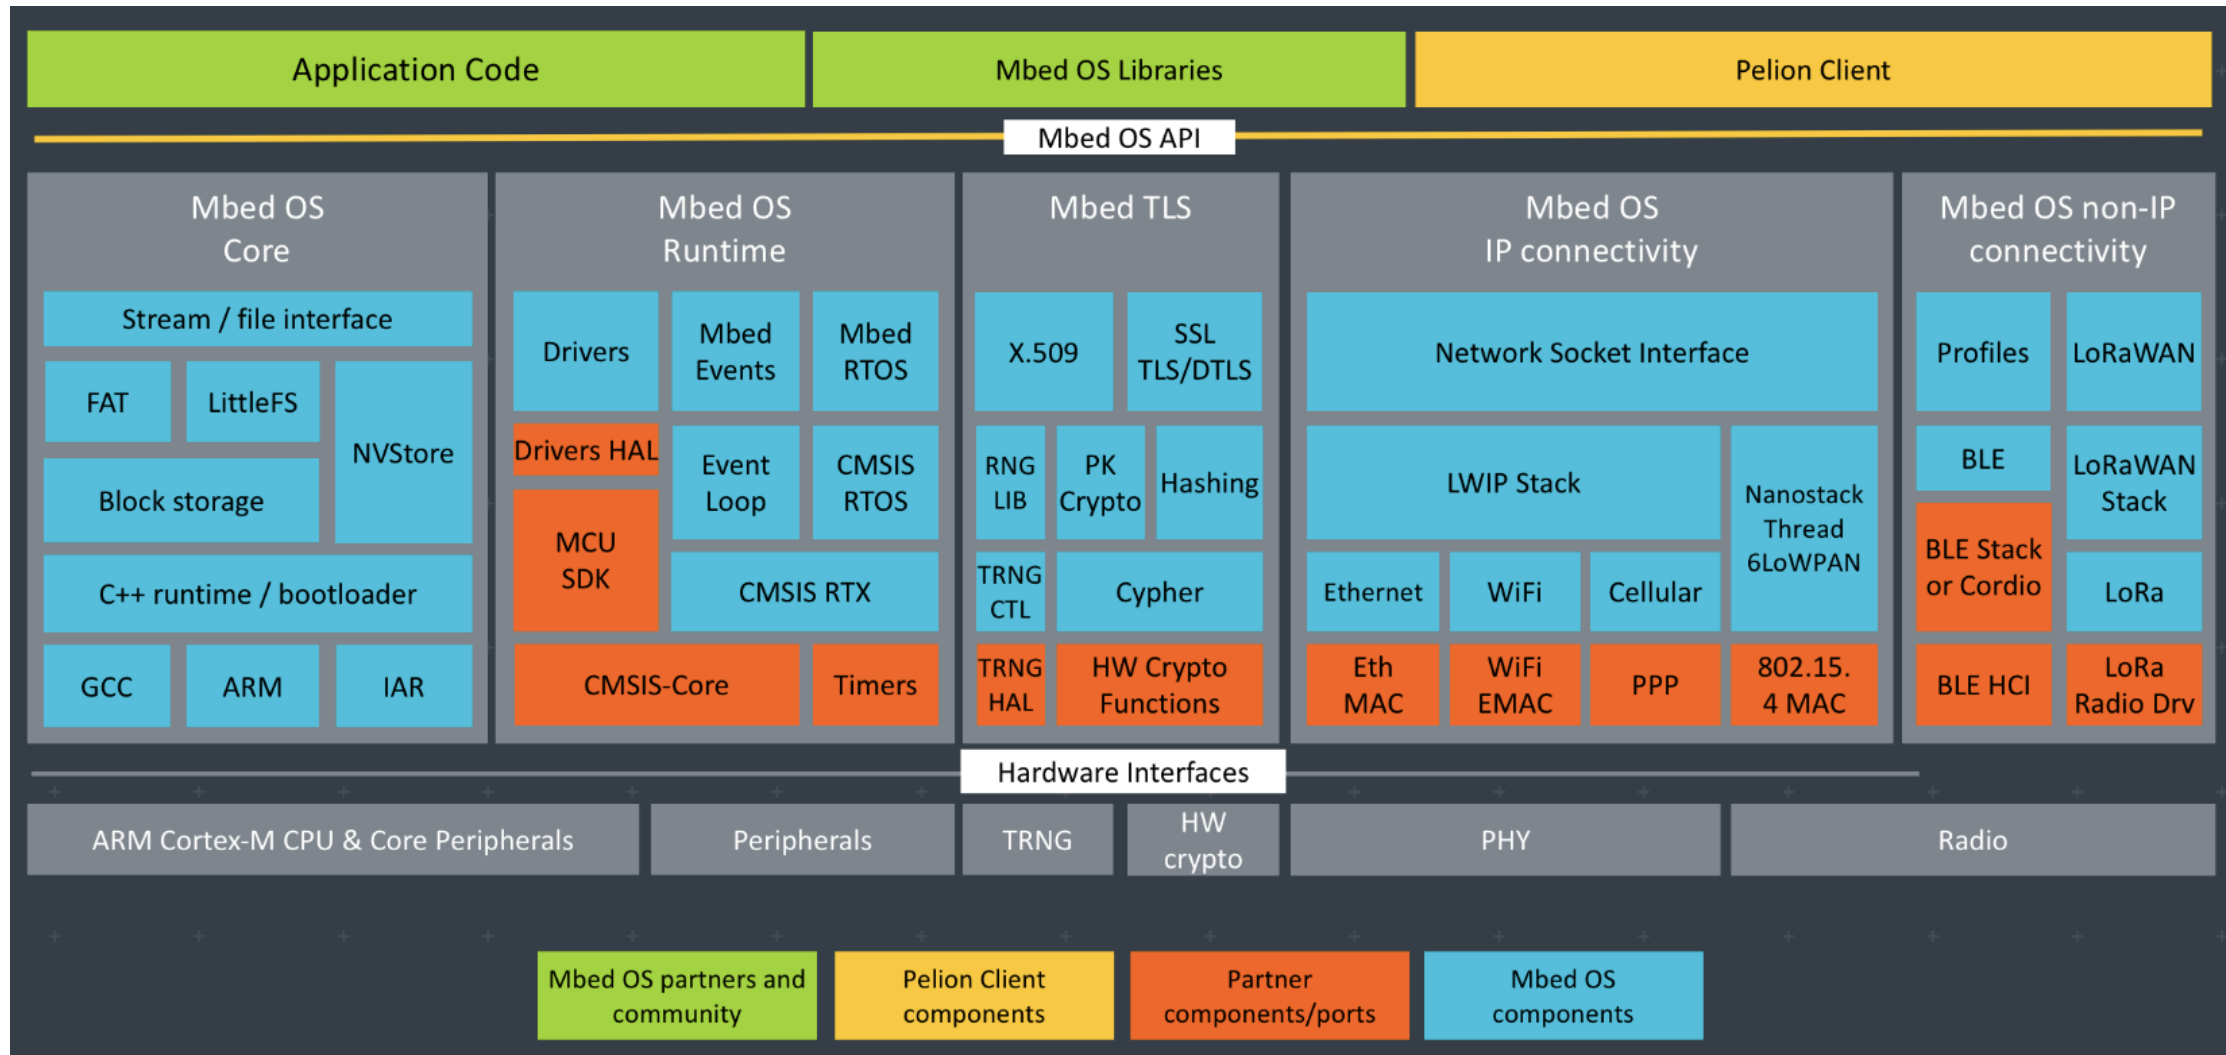 Application Code
Mbed OS Libraries
Pelion Client
Mbed OS API
Mbed OS
Core
Stream / file interface
FAT
LittleFS
NVStore
Block storage
C++ runtime / bootloader
GCC
ARM
IAR
Mbed OS
Runtime
Drivers
Mbed
Events
Mbed
RTOS
Drivers HAL
Event
Loop
CMSIS
RTOS
MCU
SDK
CMSIS RTX
CMSIS-Core
Timers
Mbed TLS
X.509
SSL
TLS/DTLS
RNG
LIB
PK
Crypto
Hashing
TRNG
CTL
Cypher
TRNG
HAL
HW Crypto
Functions
Mbed OS
IP connectivity
Network Socket Interface
LWIP Stack
Nanostack
Thread
6LoWPAN
Ethernet
WiFi
Cellular
Eth
MAC
WiFi
EMAC
PPP
802.15.
4 MAC
Mbed OS non-IP
connectivity
Profiles
LoRaWAN
BLE
LoRaWAN
Stack
BLE Stack
or Cordio
LoRa
BLE HCI
LoRa
Radio Drv
Hardware Interfaces
ARM Cortex-M CPU & Core Peripherals
Peripherals
TRNG
HW
crypto
PHY
Radio
Mbed OS partners and
community
Pelion Client
components
Partner
components/ports
Mbed OS
components